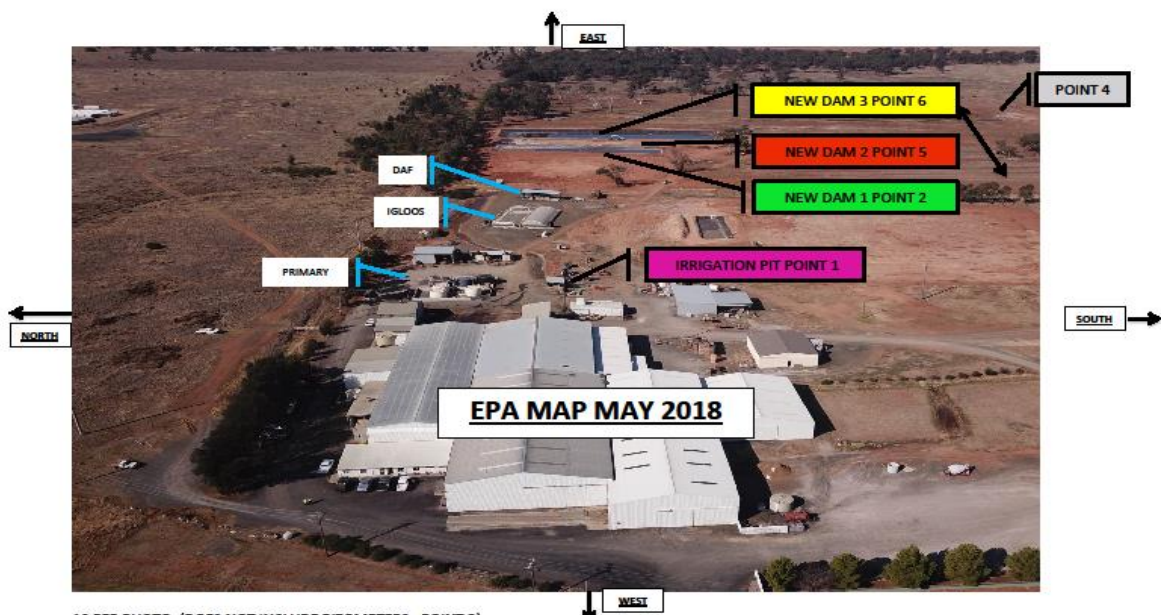 EAST
NEW DAM 3 POINT 6
POINT 4
NEW DAM 2 POINT 5
DAF
NEW DAM 1 POINT 2
IGLOOS
PRIMARY
IRRIGATION PIT POINT 1
NORTH
SOUTH
EPA MAP MAY 2018
WEST